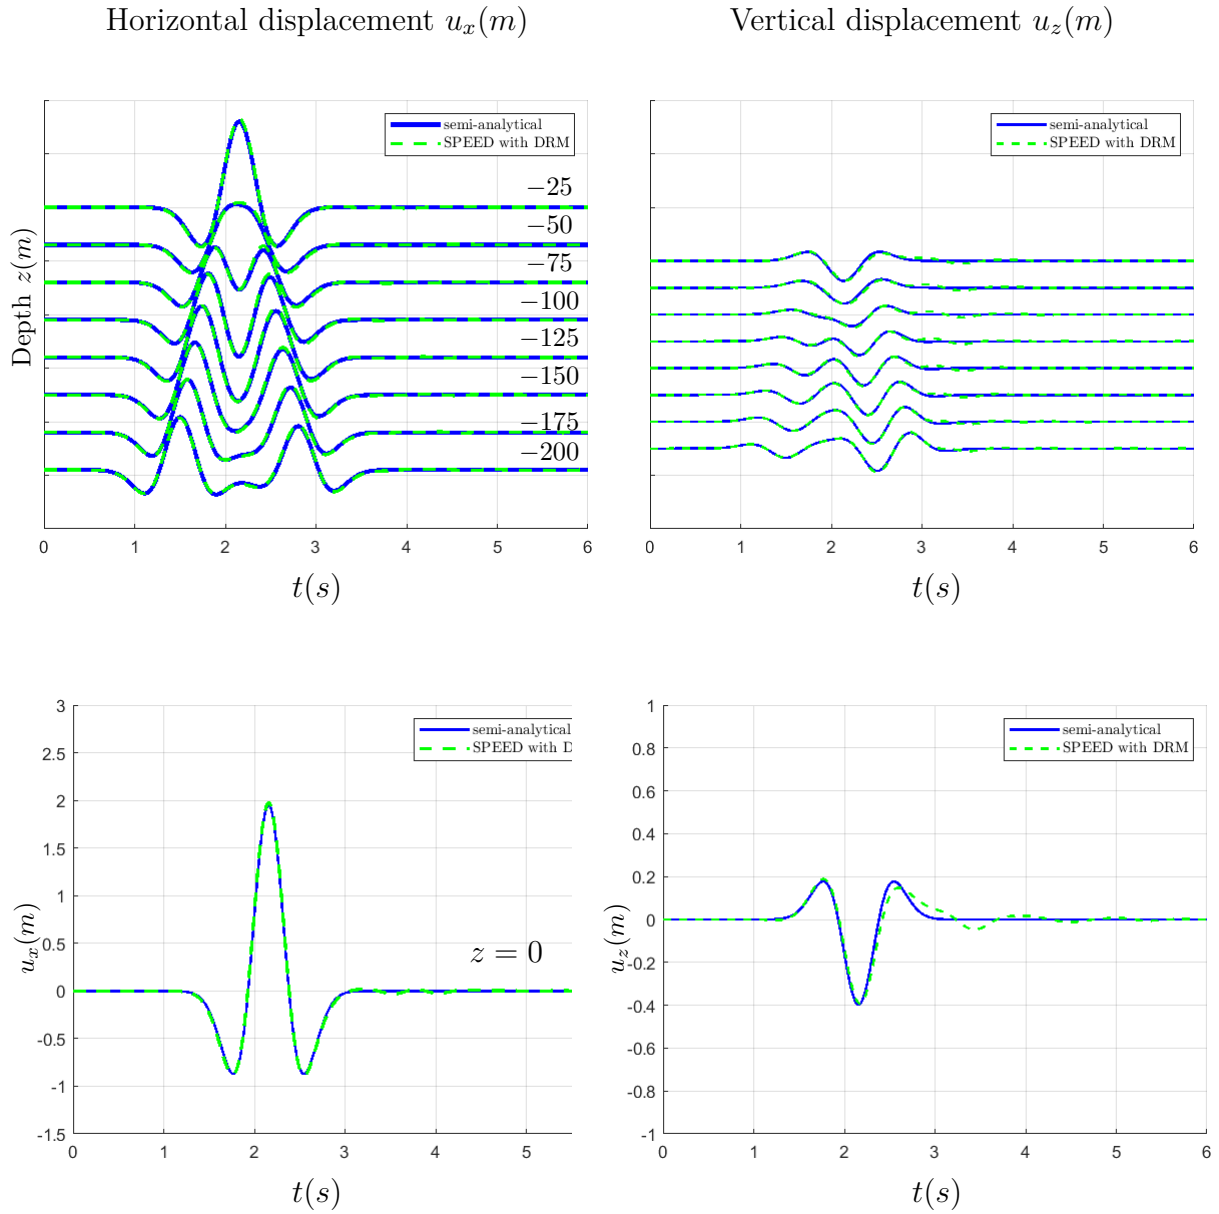 Horizontal displacement u_x(m)
Vertical displacement u_z(m)
semi-analytical
SPEED with DRM
semi-analytical
SPEED with DRM
−25
−50
−75
−100
−125
−150
−175
−200
Depth z(m)
0 1 2 3 4 5 6
0 1 2 3 4 5 6
t(s)
t(s)
3
2.5
2
1.5
1
0.5
0
-0.5
-1
-1.5
semi-analytical
SPEED with D
u_x(m)
z = 0
0 1 2 3 4 5
t(s)
1
0.8
0.6
0.4
0.2
0
-0.2
-0.4
-0.6
-0.8
-1
semi-analytical
SPEED with DRM
u_z(m)
0 1 2 3 4 5 6
t(s)